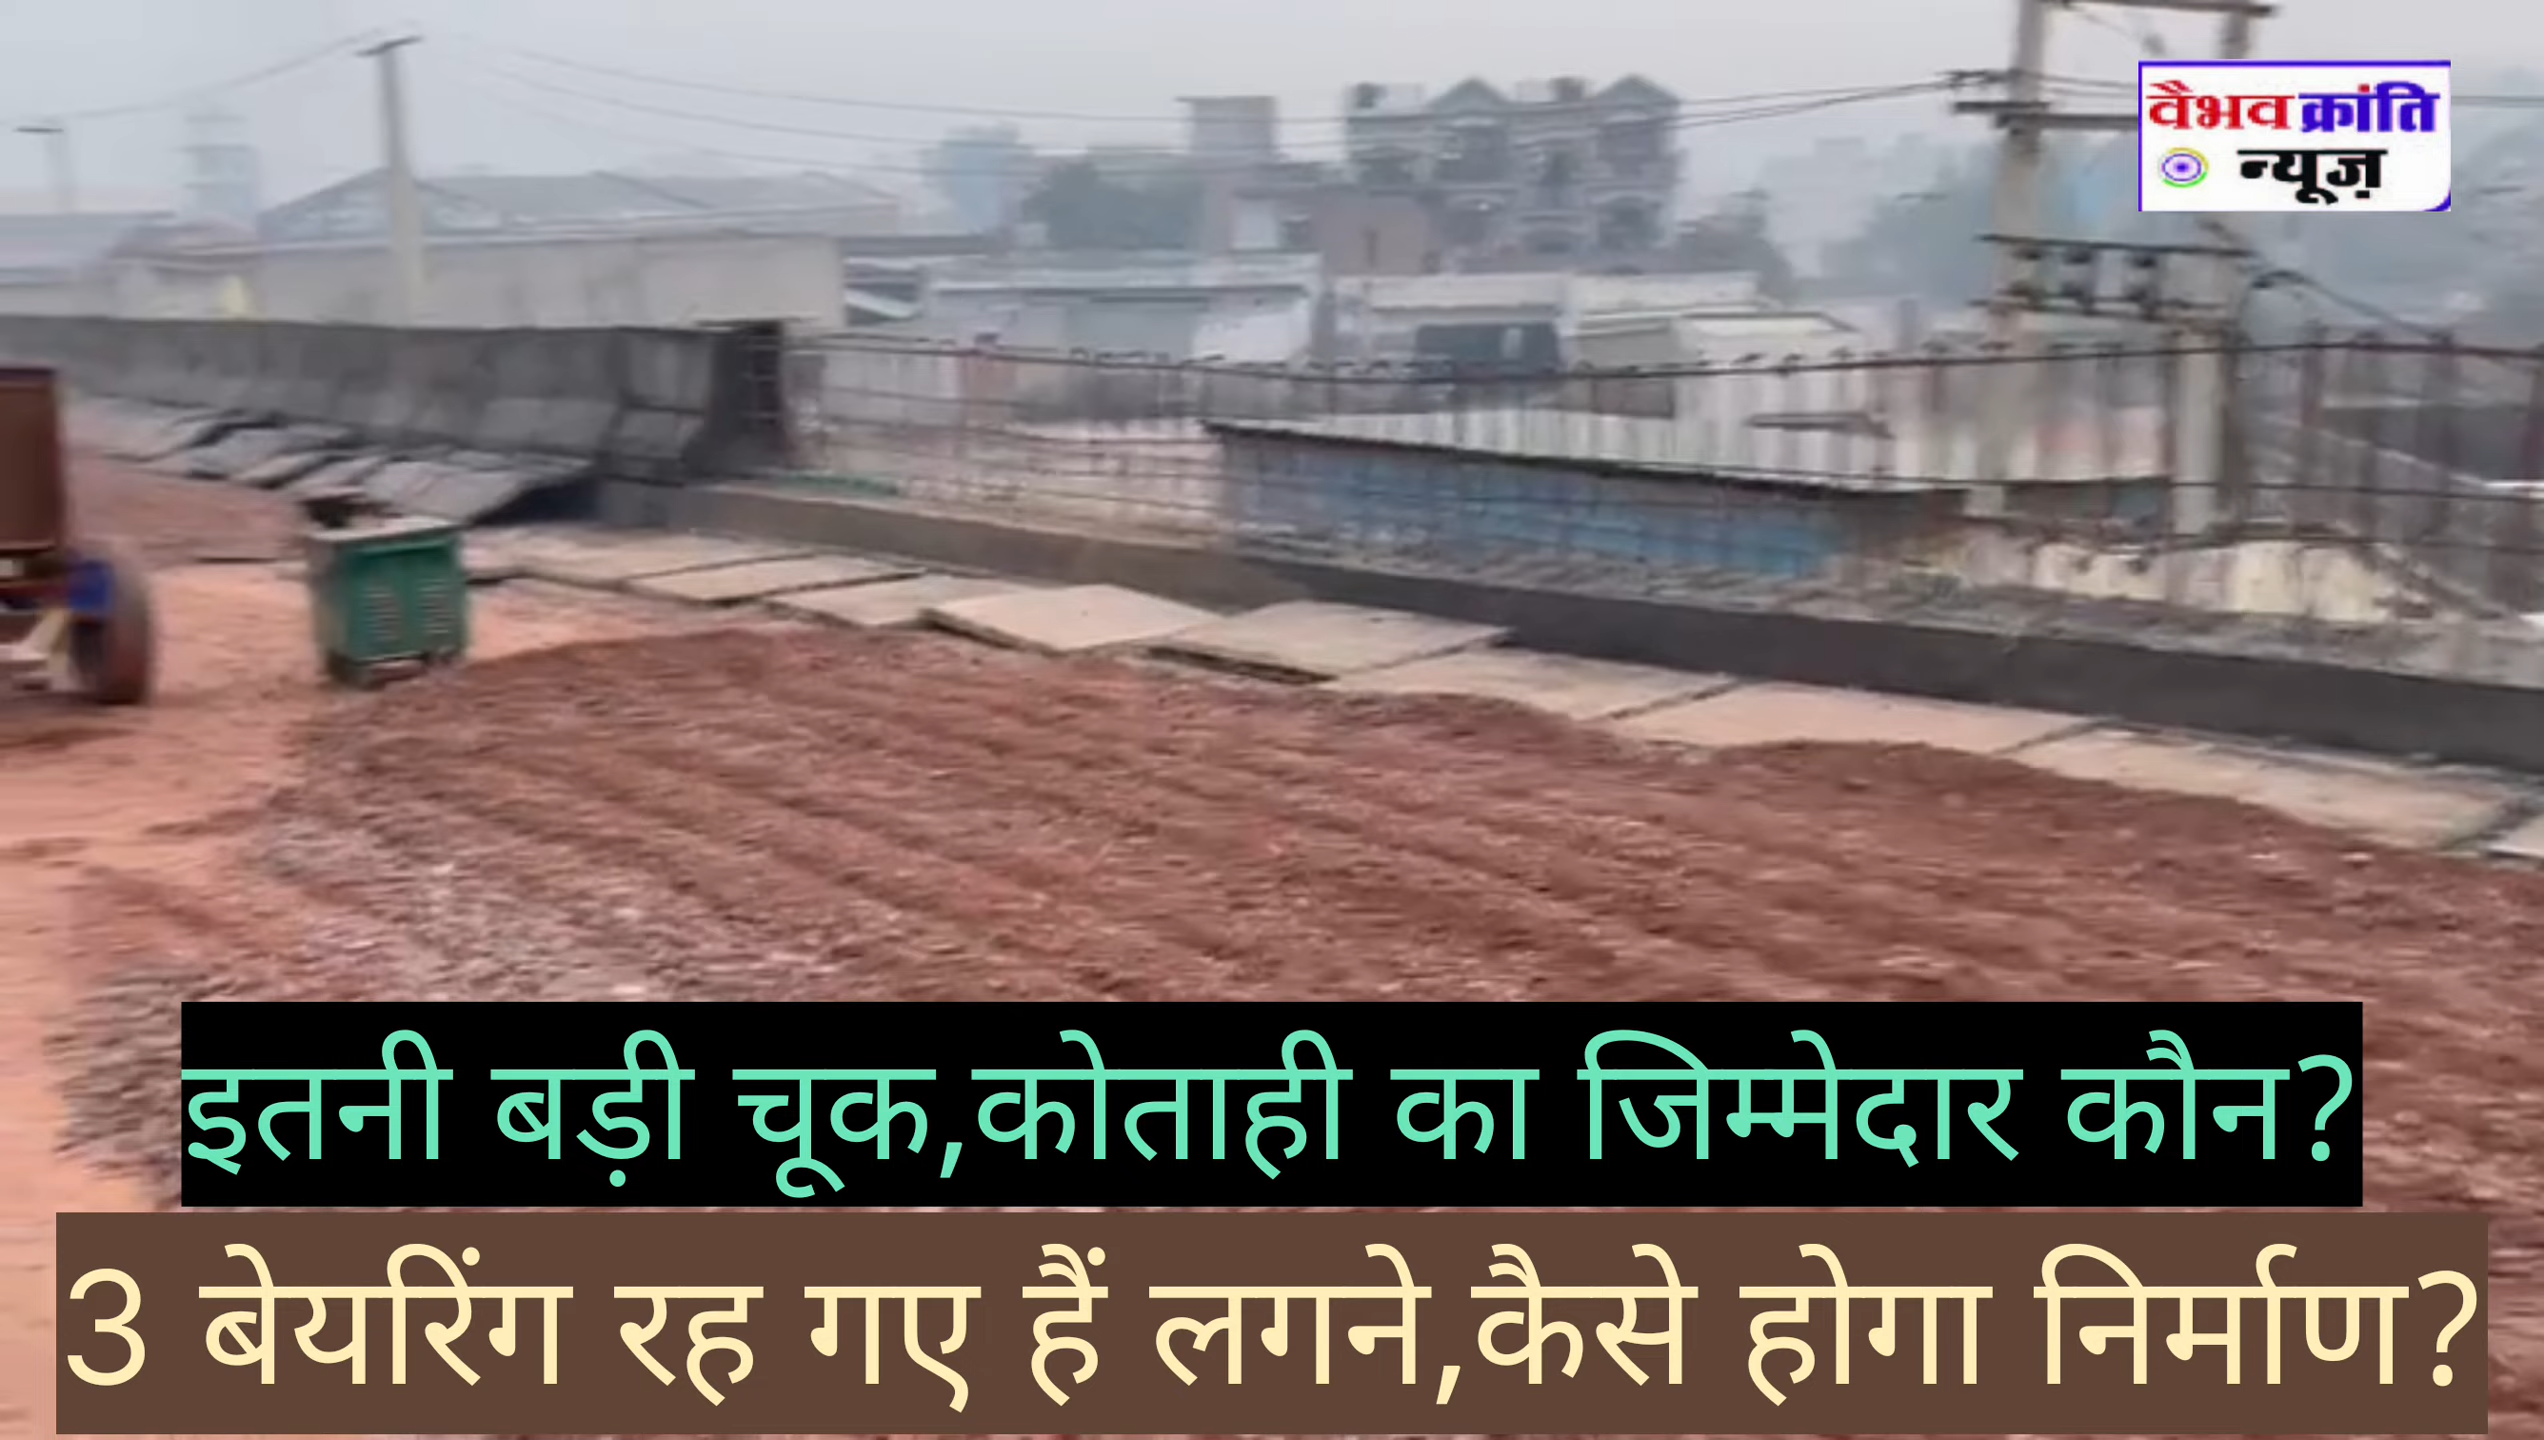 वैभव क्रांति
न्यूज़
इतनी बड़ी चूक,कोताही का जिम्मेदार कौन?
3 बेयरिंग रह गए हैं लगने,कैसे होगा निर्माण?